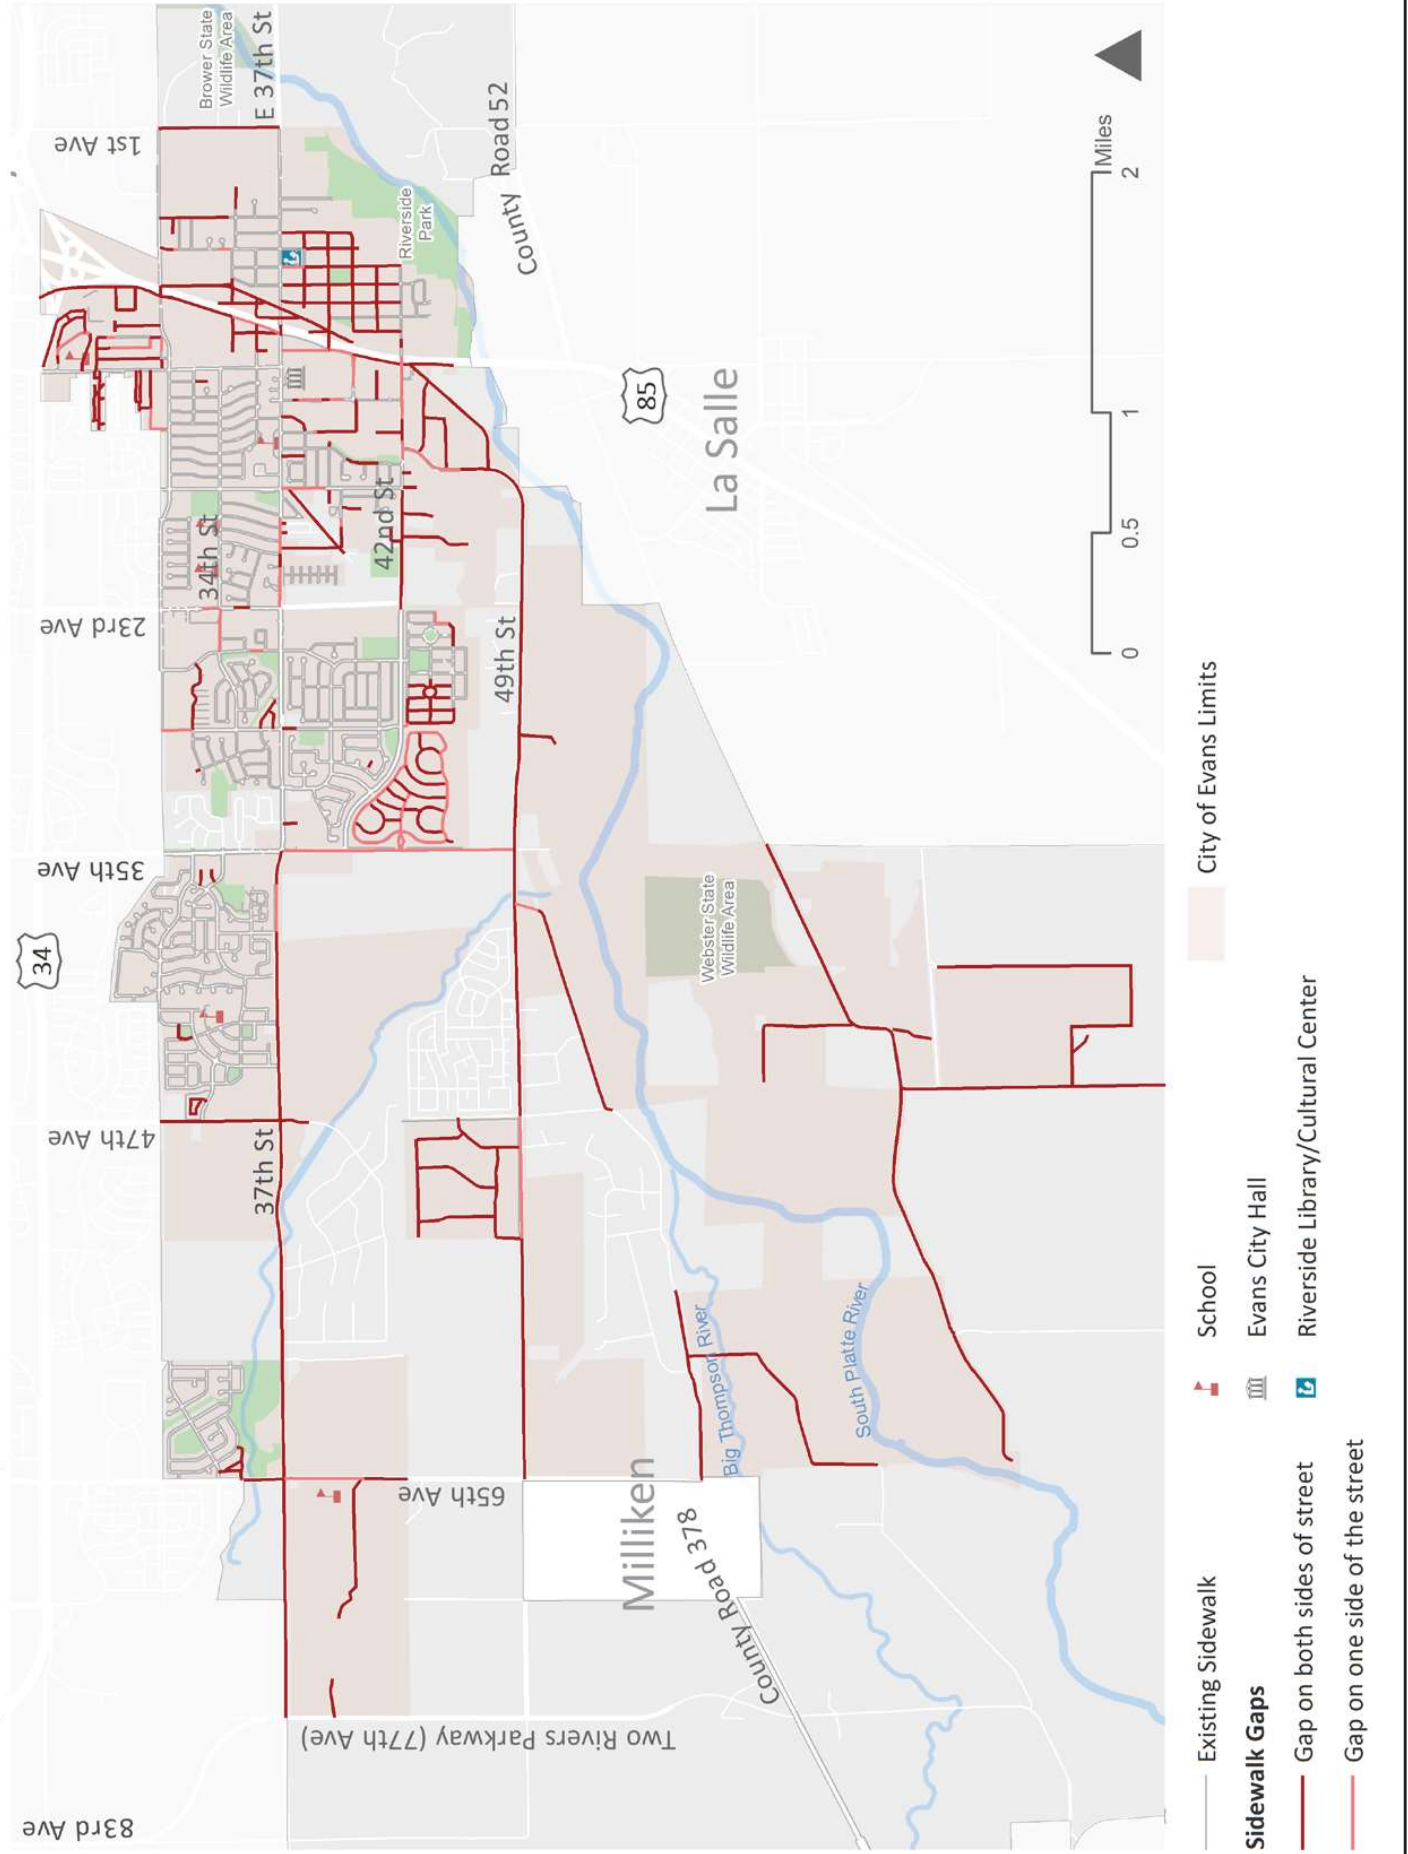 83rd Ave
Two Rivers Parkway (77th Ave)
65th Ave
47th Ave
35th Ave
23rd Ave
1st Ave
34
85
37th St
E 37th St
34th St
42nd St
49th St
County Road 52
County Road 378
Milliken
La Salle
Brower State
Wildlife Area
Riverside
Park
Webster State
Wildlife Area
Big Thompson River
South Platte River
0
0.5
1
2
Miles
Existing Sidewalk
Sidewalk Gaps
Gap on both sides of street
Gap on one side of the street
School
Evans City Hall
Riverside Library/Cultural Center
City of Evans Limits